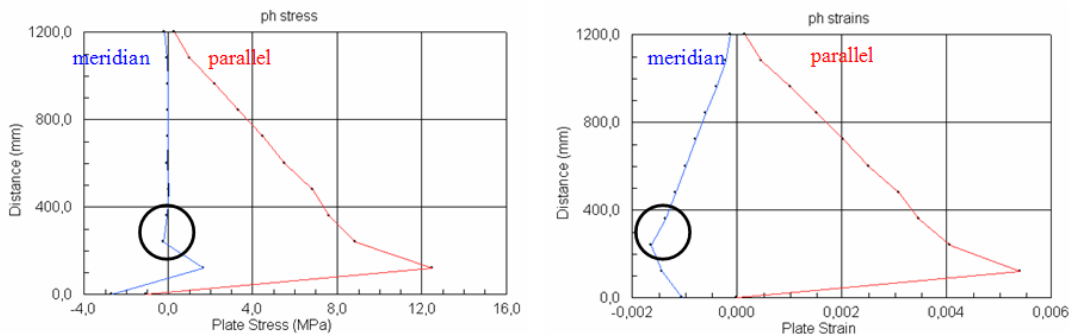 ph stress
1200,0
meridian parallel
800,0
Distance (mm)
400,0
0,0
-4,0 0,0 4,0 8,0 12,0 16,0
Plate Stress (MPa)
ph strains
1200,0
meridian parallel
800,0
Distance (mm)
400,0
0,0
-0,002 0,000 0,002 0,004 0,006
Plate Strain